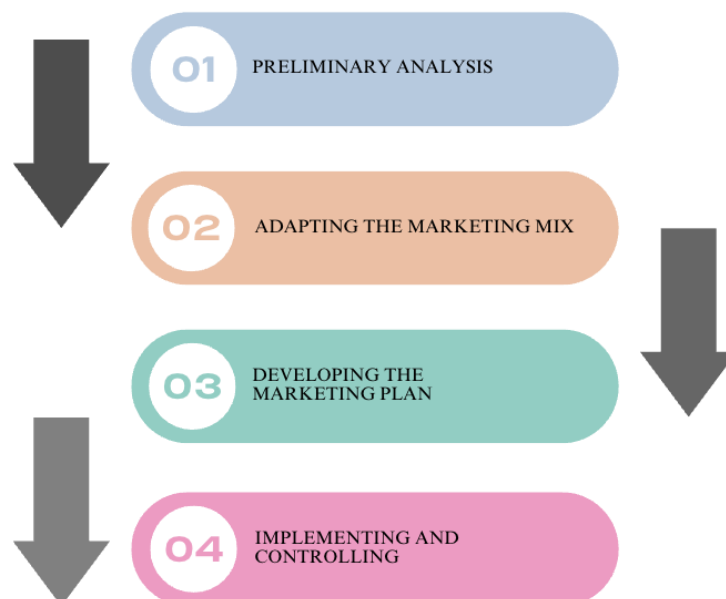 01 PRELIMINARY ANALYSIS
02 ADAPTING THE MARKETING MIX
03 DEVELOPING THE
MARKETING PLAN
04 IMPLEMENTING AND
CONTROLLING